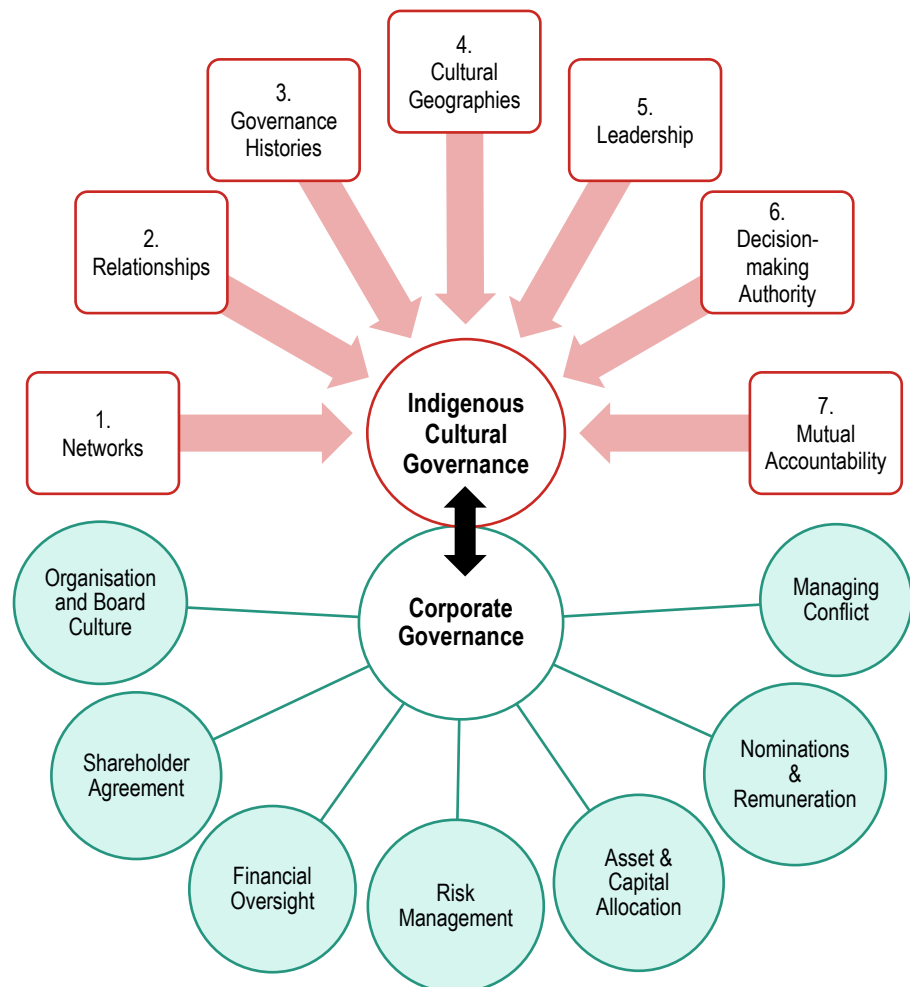 1.
Networks
2.
Relationships
3.
Governance
Histories
4.
Cultural
Geographies
5.
Leadership
6.
Decision-
making
Authority
7.
Mutual
Accountability
Indigenous
Cultural
Governance
Corporate
Governance
Organisation
and Board
Culture
Shareholder
Agreement
Financial
Oversight
Risk
Management
Asset &
Capital
Allocation
Nominations
&
Remuneration
Managing
Conflict